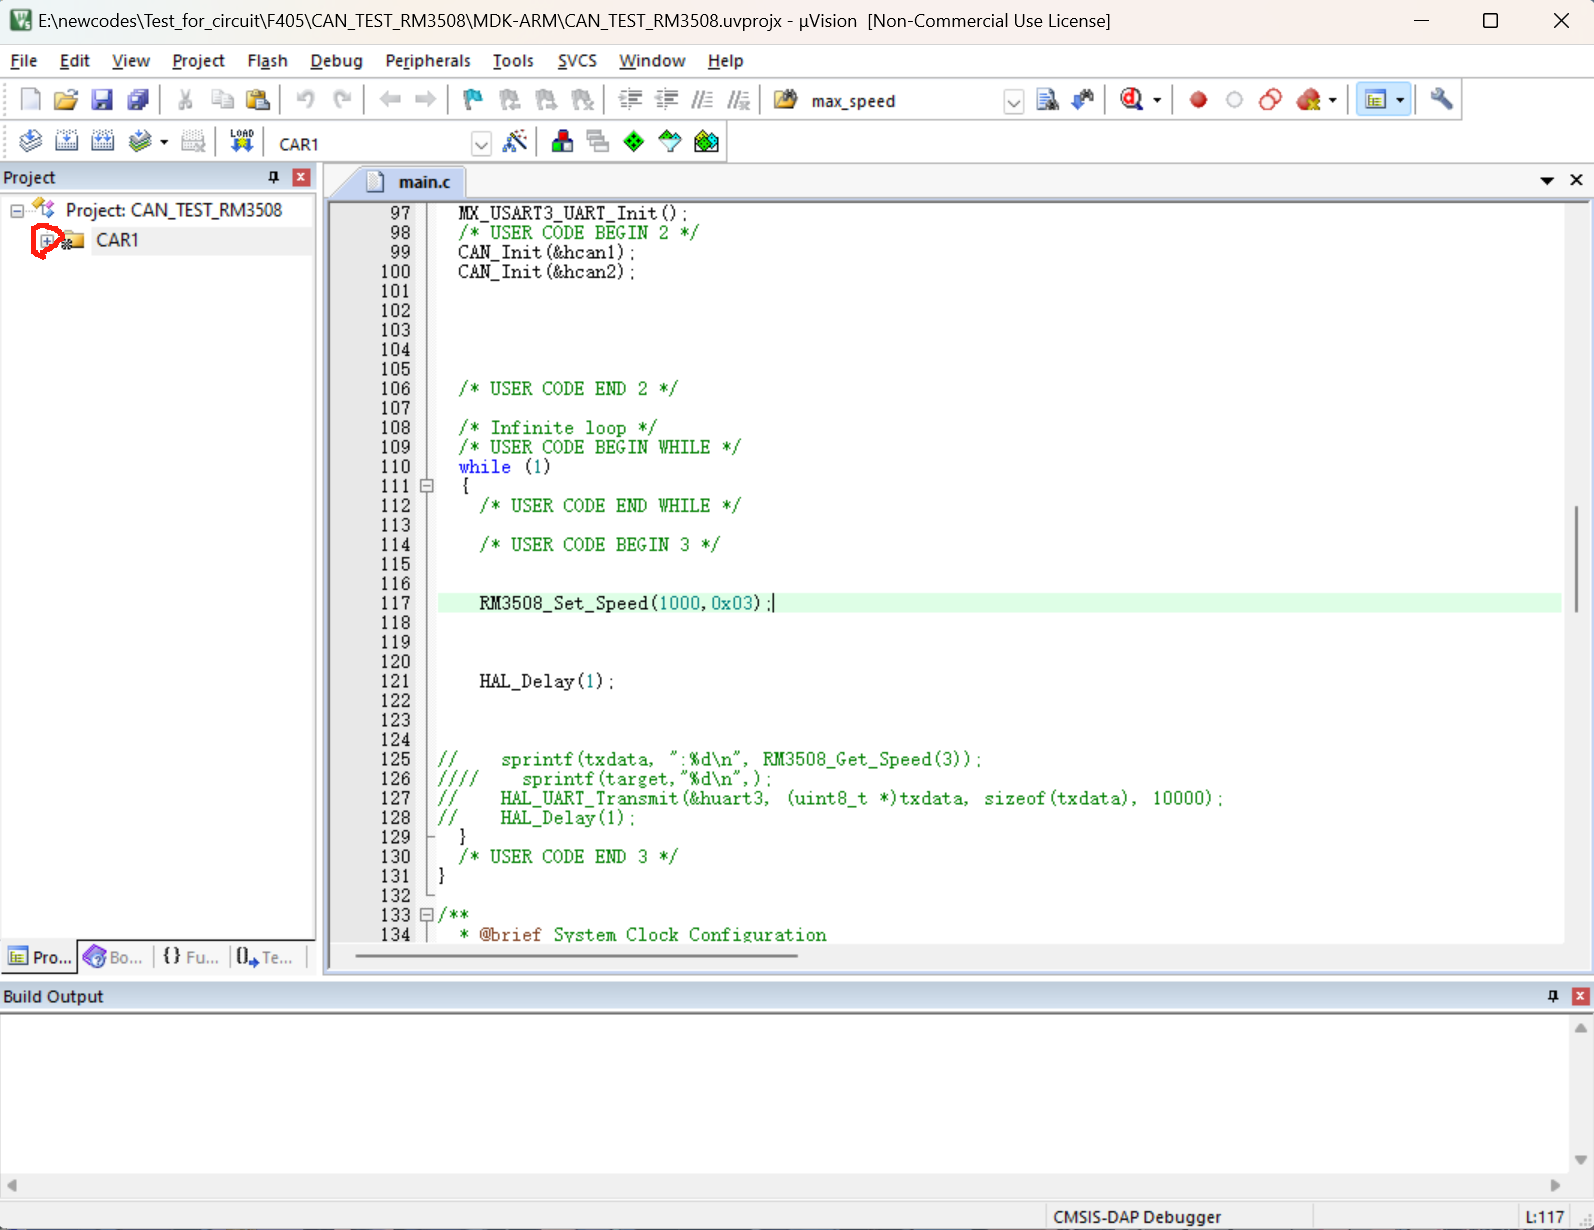 E:\newcodes\Test_for_circuit\F405\CAN_TEST_RM3508\MDK-ARM\CAN_TEST_RM3508.uvprojx - µVision  [Non-Commercial Use License]
File Edit View Project Flash Debug Peripherals Tools SVCS Window Help
max_speed
LOAD CAR1
Project
main.c
Project: CAN_TEST_RM3508
CAR1
97 MX_USART3_UART_Init();
98 /* USER CODE BEGIN 2 */
99 CAN_Init(&hcan1);
100 CAN_Init(&hcan2);
101
102
103
104
105
106 /* USER CODE END 2 */
107
108 /* Infinite loop */
109 /* USER CODE BEGIN WHILE */
110 while (1)
111 {
112 /* USER CODE END WHILE */
113
114 /* USER CODE BEGIN 3 */
115
116
117 RM3508_Set_Speed(1000,0x03);
118
119
120
121 HAL_Delay(1);
122
123
124
125 // sprintf(txdata, ":%d\n", RM3508_Get_Speed(3));
126 //// sprintf(target,"%d\n",);
127 // HAL_UART_Transmit(&huart3, (uint8_t *)txdata, sizeof(txdata), 10000);
128 // HAL_Delay(1);
129 }
130 /* USER CODE END 3 */
131 }
132
133 /**
134 * @brief System Clock Configuration
Pro... Bo... {} Fu... Te...
Build Output
CMSIS-DAP Debugger L:117